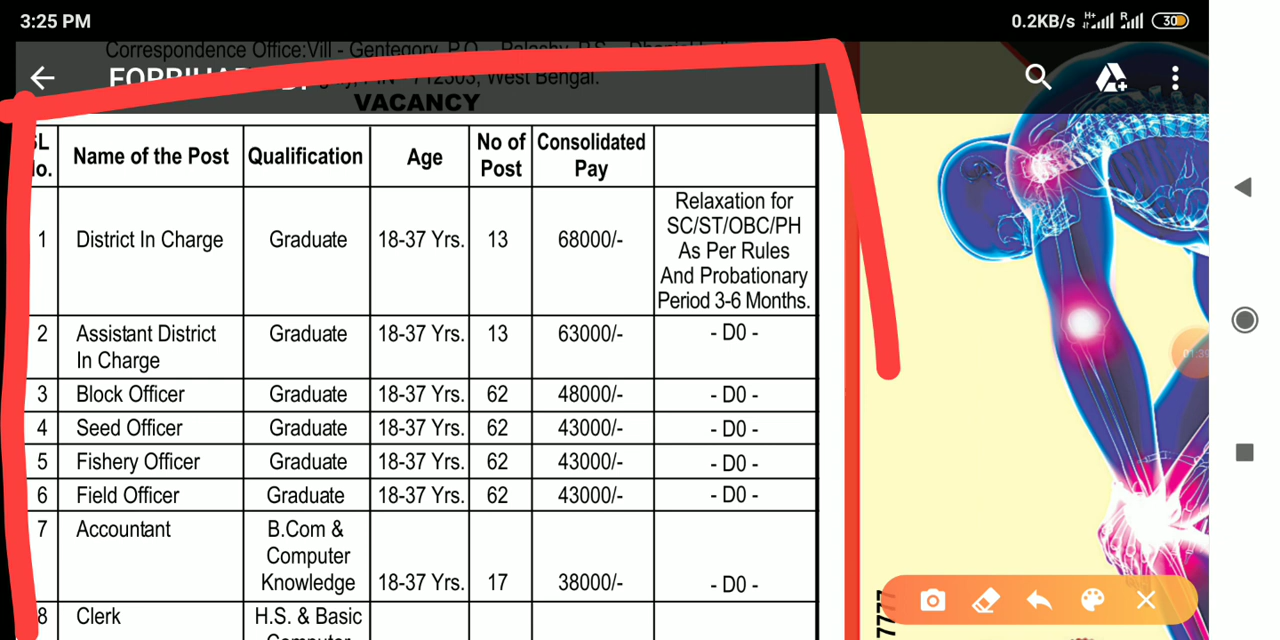 3:25 PM
0.2KB/s H+ R 30
Correspondence Office:Vill - Gentegory, P.O - P.S -
PIN - 712303, West Bengal.
VACANCY
SL No. Name of the Post Qualification Age No of Post Consolidated Pay
1 District In Charge Graduate 18-37 Yrs. 13 68000/- Relaxation for
SC/ST/OBC/PH
As Per Rules
And Probationary
Period 3-6 Months.
2 Assistant District Graduate 18-37 Yrs. 13 63000/- - D0 -
In Charge
3 Block Officer Graduate 18-37 Yrs. 62 48000/- - D0 -
4 Seed Officer Graduate 18-37 Yrs. 62 43000/- - D0 -
5 Fishery Officer Graduate 18-37 Yrs. 62 43000/- - D0 -
6 Field Officer Graduate 18-37 Yrs. 62 43000/- - D0 -
7 Accountant B.Com &
Computer
Knowledge 18-37 Yrs. 17 38000/- - D0 -
8 Clerk H.S. & Basic
Computer
01:39
7777